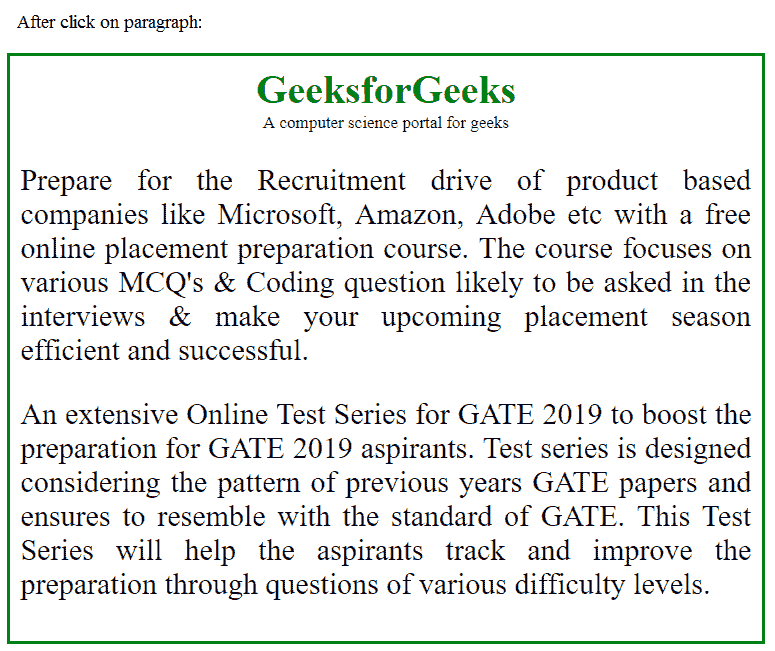 After click on paragraph:
GeeksforGeeks
A computer science portal for geeks
Prepare for the Recruitment drive of product based
companies like Microsoft, Amazon, Adobe etc with a free
online placement preparation course. The course focuses on
various MCQ's & Coding question likely to be asked in the
interviews & make your upcoming placement season
efficient and successful.
An extensive Online Test Series for GATE 2019 to boost the
preparation for GATE 2019 aspirants. Test series is designed
considering the pattern of previous years GATE papers and
ensures to resemble with the standard of GATE. This Test
Series will help the aspirants track and improve the
preparation through questions of various difficulty levels.